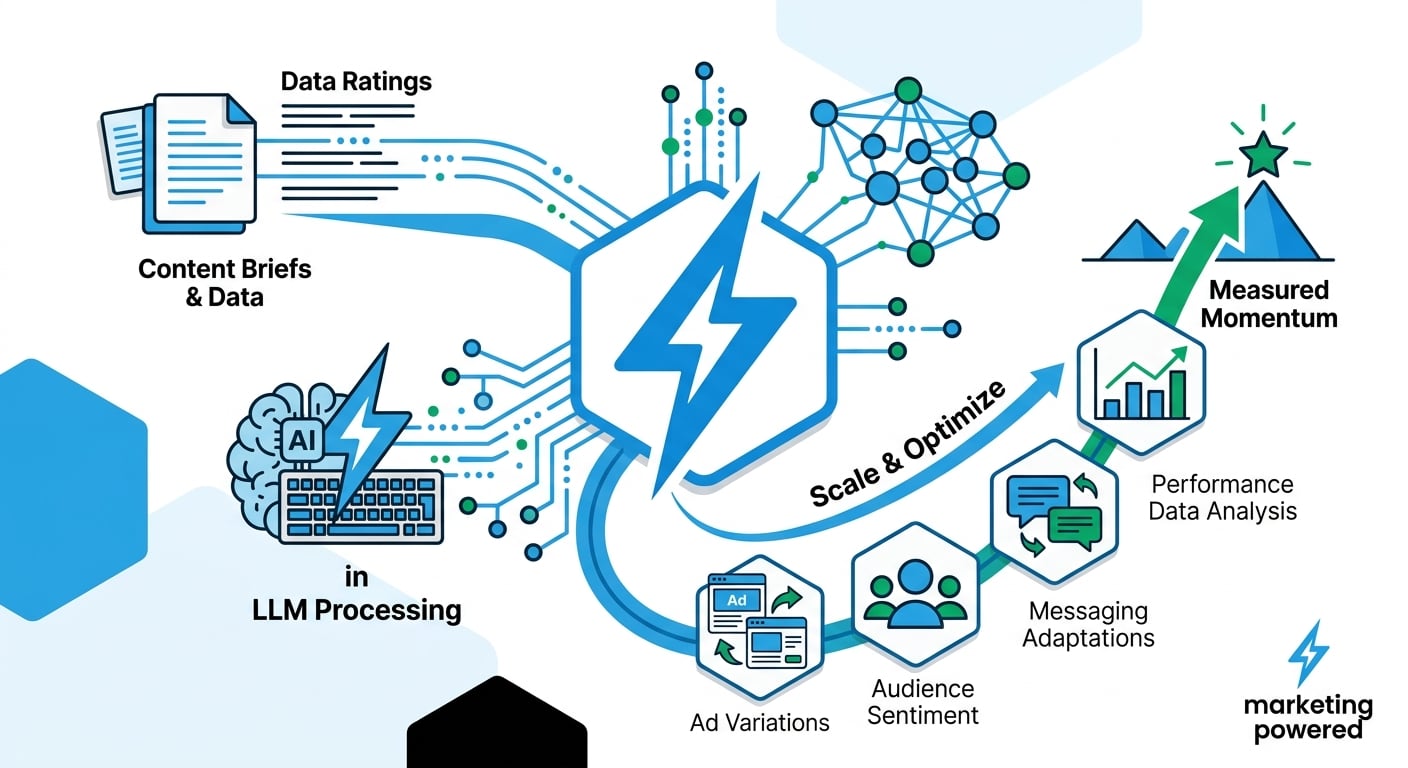 Data Ratings
Content Briefs
& Data
AI
in
LLM Processing
Scale & Optimize
Measured
Momentum
Performance
Data Analysis
Messaging
Adaptations
Audience
Sentiment
Ad
Ad Variations
marketing
powered